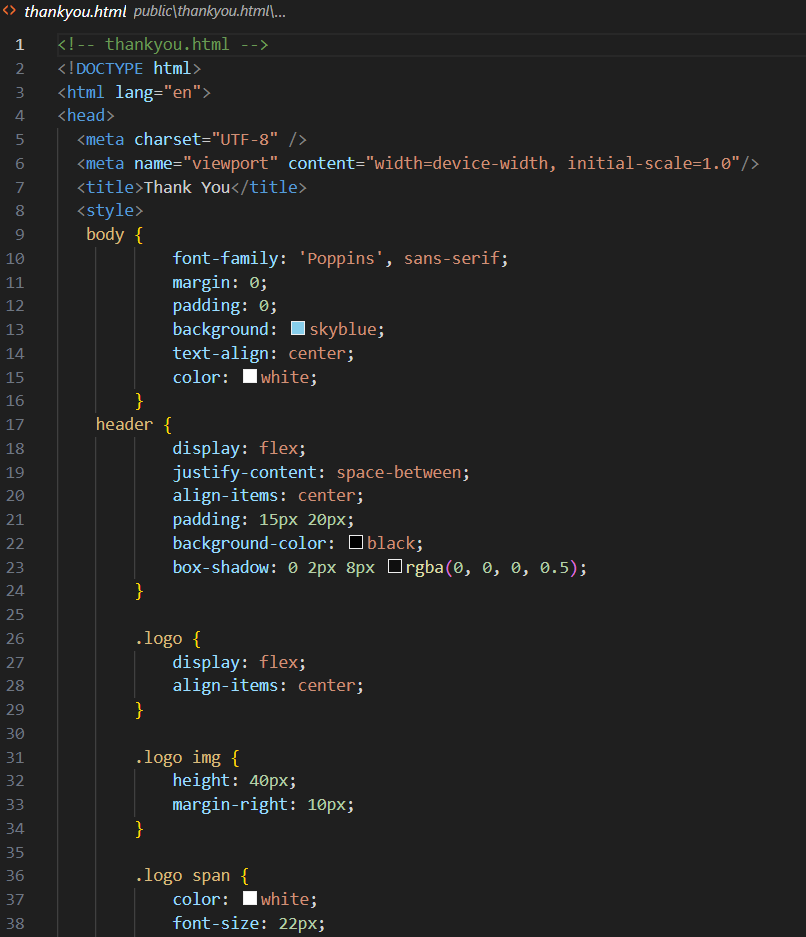 <> thankyou.html public\thankyou.html\...
1 <!-- thankyou.html -->
2 <!DOCTYPE html>
3 <html lang="en">
4 <head>
5 <meta charset="UTF-8" />
6 <meta name="viewport" content="width=device-width, initial-scale=1.0"/>
7 <title>Thank You</title>
8 <style>
9 body {
10 font-family: 'Poppins', sans-serif;
11 margin: 0;
12 padding: 0;
13 background: skyblue;
14 text-align: center;
15 color: white;
16 }
17 header {
18 display: flex;
19 justify-content: space-between;
20 align-items: center;
21 padding: 15px 20px;
22 background-color: black;
23 box-shadow: 0 2px 8px rgba(0, 0, 0, 0.5);
24 }
25
26 .logo {
27 display: flex;
28 align-items: center;
29 }
30
31 .logo img {
32 height: 40px;
33 margin-right: 10px;
34 }
35
36 .logo span {
37 color: white;
38 font-size: 22px;